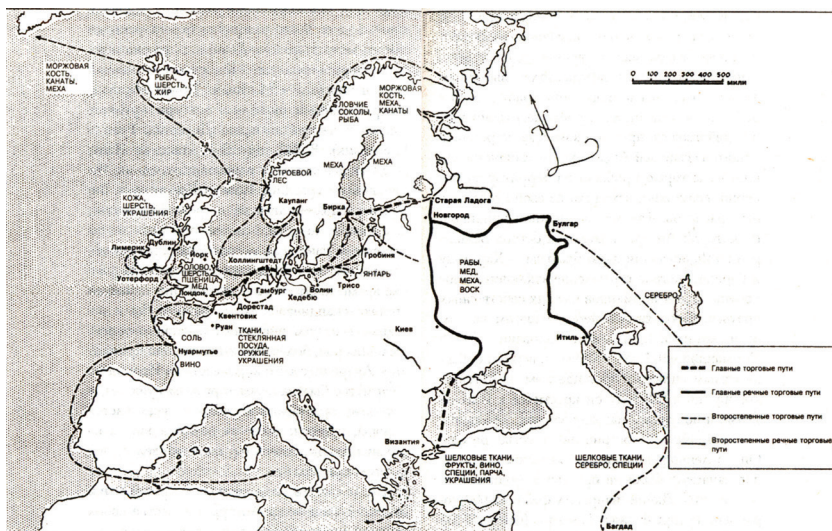 0 100 200 300 400 500
МИЛИ
МОРЖОВАЯ
КОСТЬ,
КАНАТЫ,
МЕХА
РЫБА,
ШЕРСТЬ,
ЖИР
МОРЖОВАЯ
КОСТЬ,
МЕХА,
КАНАТЫ
ЛОВЧИЕ
СОКОЛЫ,
РЫБА
МЕХА
МЕХА
СТРОЕВОЙ
ЛЕС
Каупанг
Бирка
Старая Ладога
Новгород
Булгар
КОЖА,
ШЕРСТЬ,
УКРАШЕНИЯ
Дублин
Лимерик
Уотерфорд
Йорк
ОЛОВО,
ШЕРСТЬ,
ПШЕНИЦА,
МЕД
Лондон
Холлингштедт
Гробиня
ЯНТАРЬ
Трисо
Волин
Хедебю
Гамбург
Дорестад
Квентовик
Руан
РАБЫ,
МЕД,
МЕХА,
ВОСК
СЕРЕБРО
Киев
Итиль
СОЛЬ
Нуармутье
ВИНО
ТКАНИ,
СТЕКЛЯННАЯ
ПОСУДА,
ОРУЖИЕ,
УКРАШЕНИЯ
Византия
ШЕЛКОВЫЕ ТКАНИ,
ФРУКТЫ, ВИНО,
СПЕЦИИ, ПАРЧА,
УКРАШЕНИЯ
ШЕЛКОВЫЕ ТКАНИ,
СЕРЕБРО, СПЕЦИИ
Багдад
Главные торговые пути
Главные речные торговые пути
Второстепенные торговые пути
Второстепенные речные торговые
пути